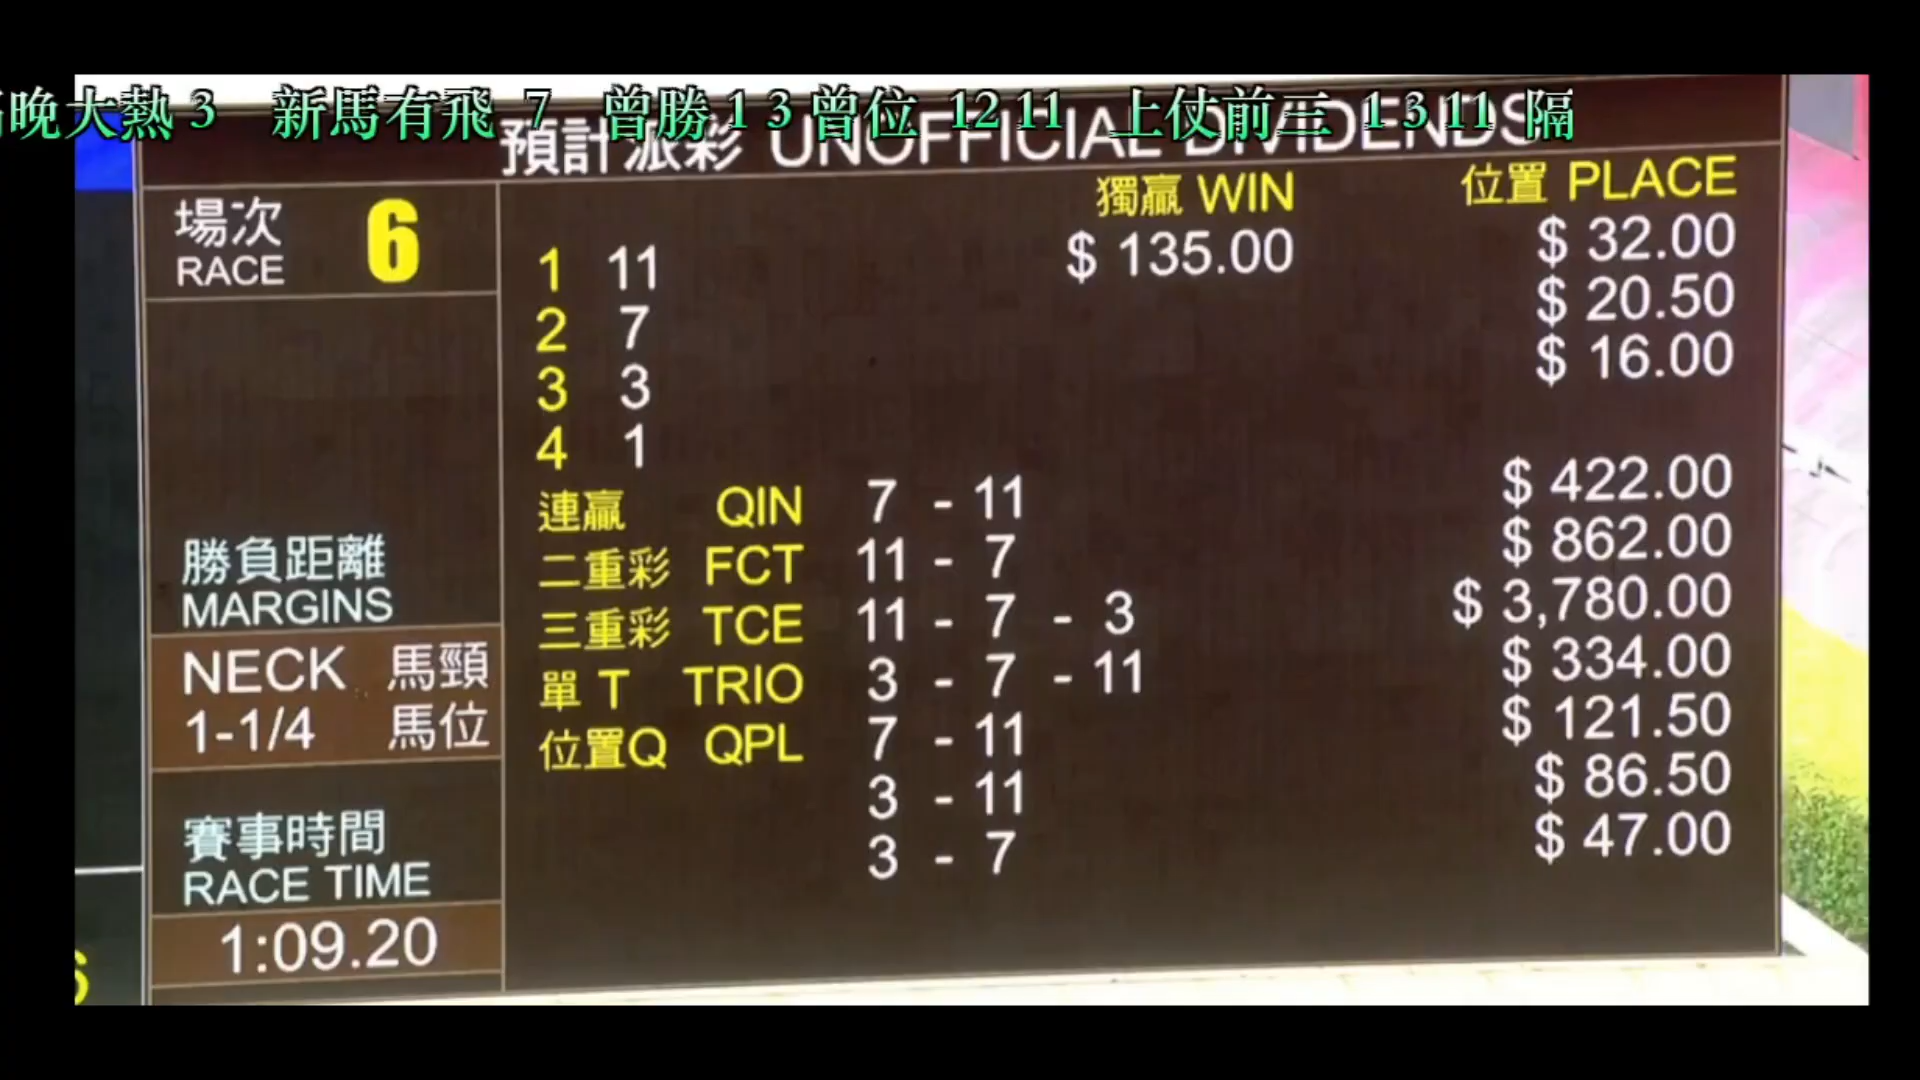 晚大熱 3 新馬有飛 7 曾勝 1 3 曾位 12 11 上仗前三 1 3 11 隔
預計派彩 UNOFFICIAL DIVIDENDS
場次 RACE 6
獨贏 WIN 位置 PLACE
1 11 $ 135.00 $ 32.00
2 7 $ 20.50
3 3 $ 16.00
4 1
連贏 QIN 7 - 11 $ 422.00
二重彩 FCT 11 - 7 $ 862.00
三重彩 TCE 11 - 7 - 3 $ 3,780.00
單 T TRIO 3 - 7 - 11 $ 334.00
位置Q QPL 7 - 11 $ 121.50
3 - 11 $ 86.50
3 - 7 $ 47.00
勝負距離
MARGINS
NECK 馬頸
1-1/4 馬位
賽事時間
RACE TIME
1:09.20